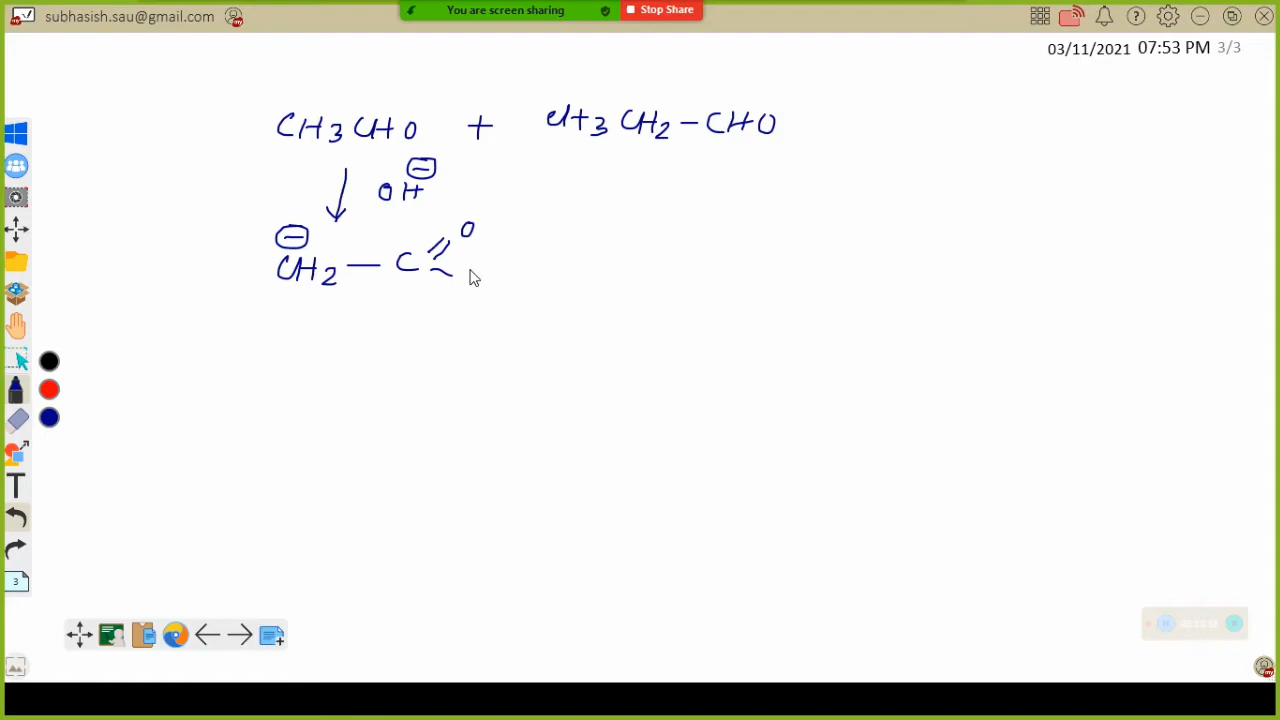 subhasish.sau@gmail.com
You are screen sharing
Stop Share
03/11/2021 07:53 PM 3/3
CH3CHO + CH3CH2-CHO
OH⊖
⊖
CH2 — C = O
T
3